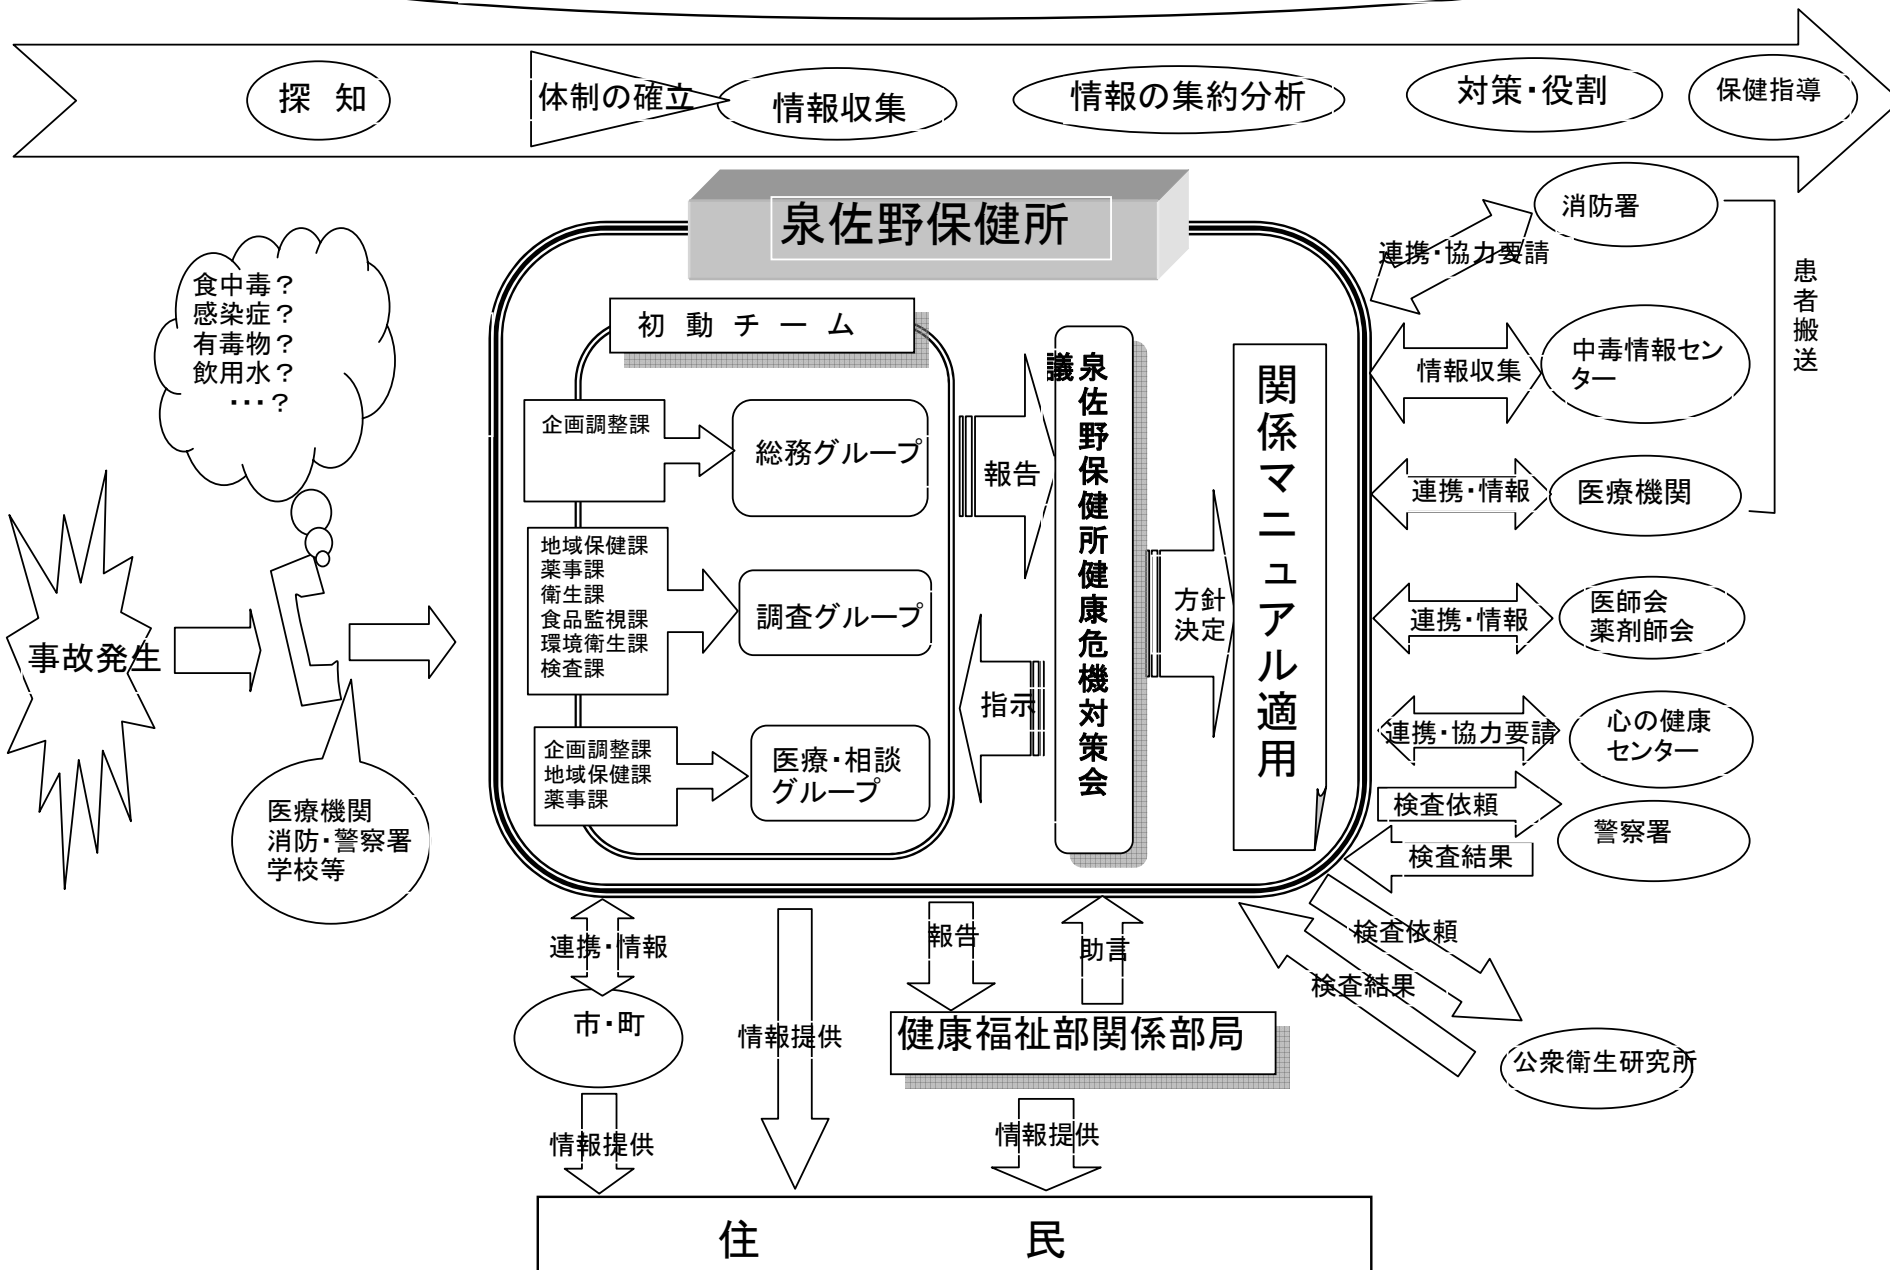 探　知
体制の確立
情報収集
情報の集約分析
対策・役割
保健指導
泉佐野保健所
食中毒？
感染症？
有毒物？
飲用水？
・・・？
事故発生
医療機関
消防・警察署
学校等
初　動　チ　ー　ム
企画調整課
総務グループ
地域保健課
薬事課
衛生課
食品監視課
環境衛生課
検査課
調査グループ
企画調整課
地域保健課
薬事課
医療・相談
グループ
報告
指示
泉佐野保健所健康危機対策会
議
方針
決定
関係マニュアル適用
連携・協力要請
消防署
患者搬送
情報収集
中毒情報セン
ター
連携・情報
医療機関
連携・情報
医師会
薬剤師会
連携・協力要請
心の健康
センター
検査依頼
検査結果
警察署
検査依頼
検査結果
公衆衛生研究所
連携・情報
市・町
情報提供
情報提供
報告
助言
健康福祉部関係部局
情報提供
住　民